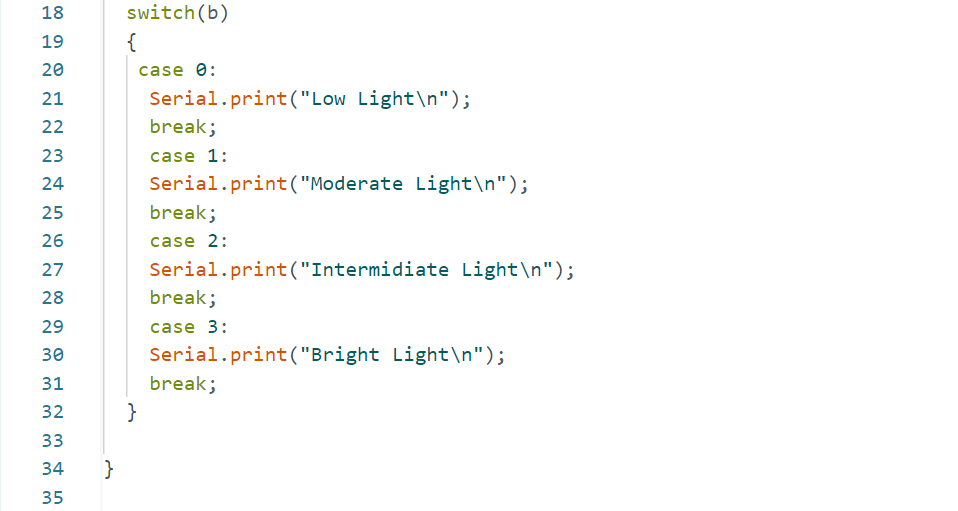 18 switch(b)
19 {
20 case 0:
21 Serial.print("Low Light\n");
22 break;
23 case 1:
24 Serial.print("Moderate Light\n");
25 break;
26 case 2:
27 Serial.print("Intermidiate Light\n");
28 break;
29 case 3:
30 Serial.print("Bright Light\n");
31 break;
32 }
33
34 }
35